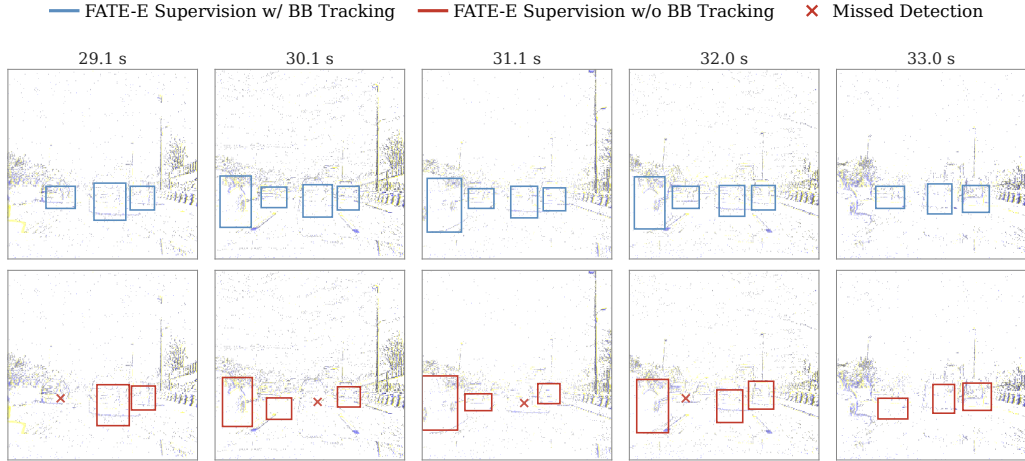 FATE-E Supervision w/ BB Tracking FATE-E Supervision w/o BB Tracking Missed Detection
29.1 s 30.1 s 31.1 s 32.0 s 33.0 s